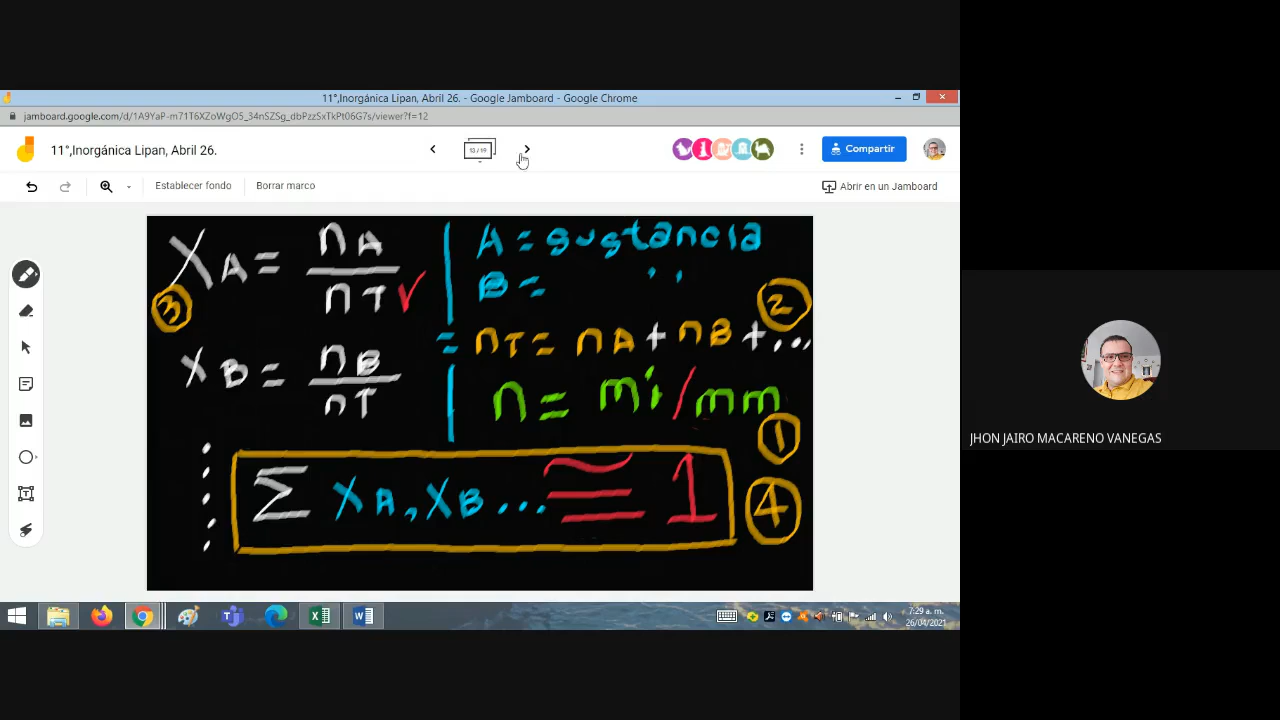 11°,Inorgánica Lipan, Abril 26. - Google Jamboard - Google Chrome
jamboard.google.com/d/1A9YaP-m71T6XZoWgO5_34nSZSg_dbPzzSxTkPt06G7s/viewer?f=12
11°,Inorgánica Lipan, Abril 26.
13 / 19
Compartir
Establecer fondo
Borrar marco
Abrir en un Jamboard
XA = nA / nT ✓
A = sustancia
B = ''
③
②
= nT = nA + nB + ...
XB = nB / nT
n = mi / mm
①
Σ XA, XB ... ≅ 1
④
JHON JAIRO MACARENO VANEGAS
7:29 a. m.
26/04/2021